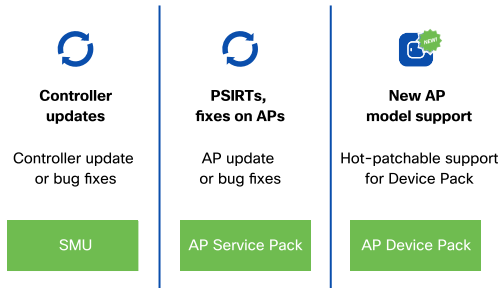 Controller
updates
Controller update
or bug fixes
SMU
PSIRTs,
fixes on APs
AP update
or bug fixes
AP Service Pack
NEW!
New AP
model support
Hot-patchable support
for Device Pack
AP Device Pack